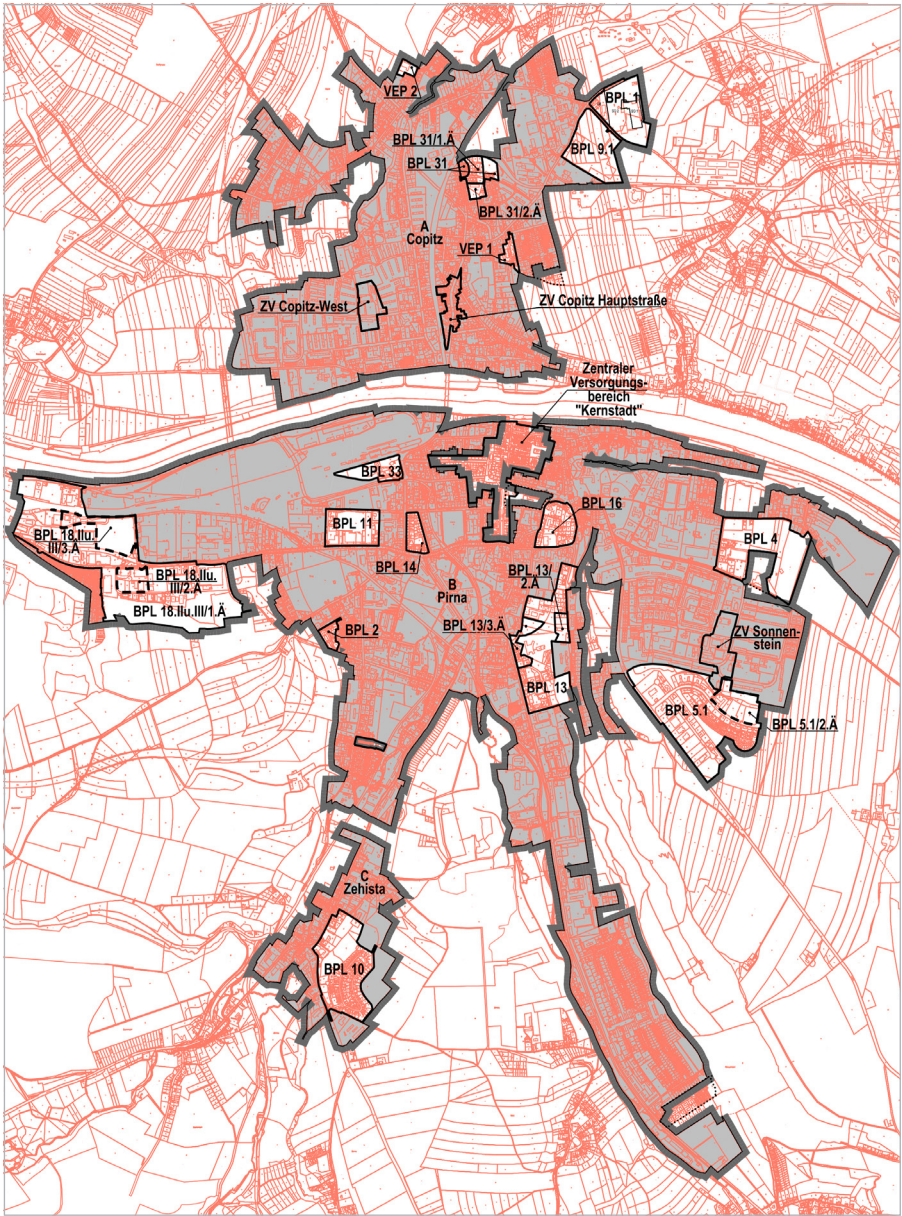 VEP 2
BPL 1
BPL 31/1.Ä
BPL 9.1
BPL 31
BPL 31/2.Ä
A
Copitz
VEP 1
ZV Copitz-West
ZV Copitz Hauptstraße
Zentraler
Versorgungs-
bereich
"Kernstadt"
BPL 33
BPL 18.IIu.
III/3.Ä
BPL 11
BPL 16
BPL 4
BPL 14
BPL 18.IIu.
III/2.Ä
BPL 13/
2.Ä
B
Pirna
BPL 18.IIu.III/1.Ä
BPL 2
BPL 13/3.Ä
ZV Sonnen-
stein
BPL 13
BPL 5.1
BPL 5.1/2.Ä
C
Zehista
BPL 10